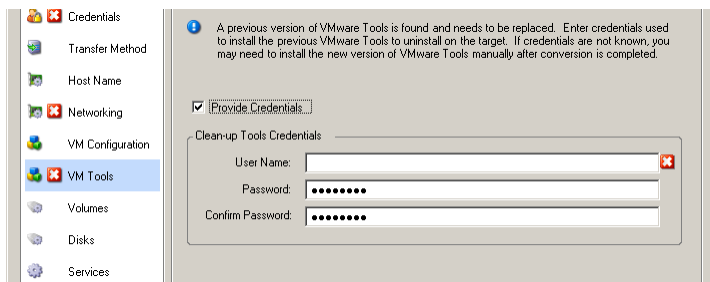 Credentials
Transfer Method
Host Name
Networking
VM Configuration
VM Tools
Volumes
Disks
Services
A previous version of VMware Tools is found and needs to be replaced. Enter credentials used
to install the previous VMware Tools to uninstall on the target. If credentials are not known, you
may need to install the new version of VMware Tools manually after conversion is completed.
Provide Credentials
Clean-up Tools Credentials
User Name:
Password:
Confirm Password: